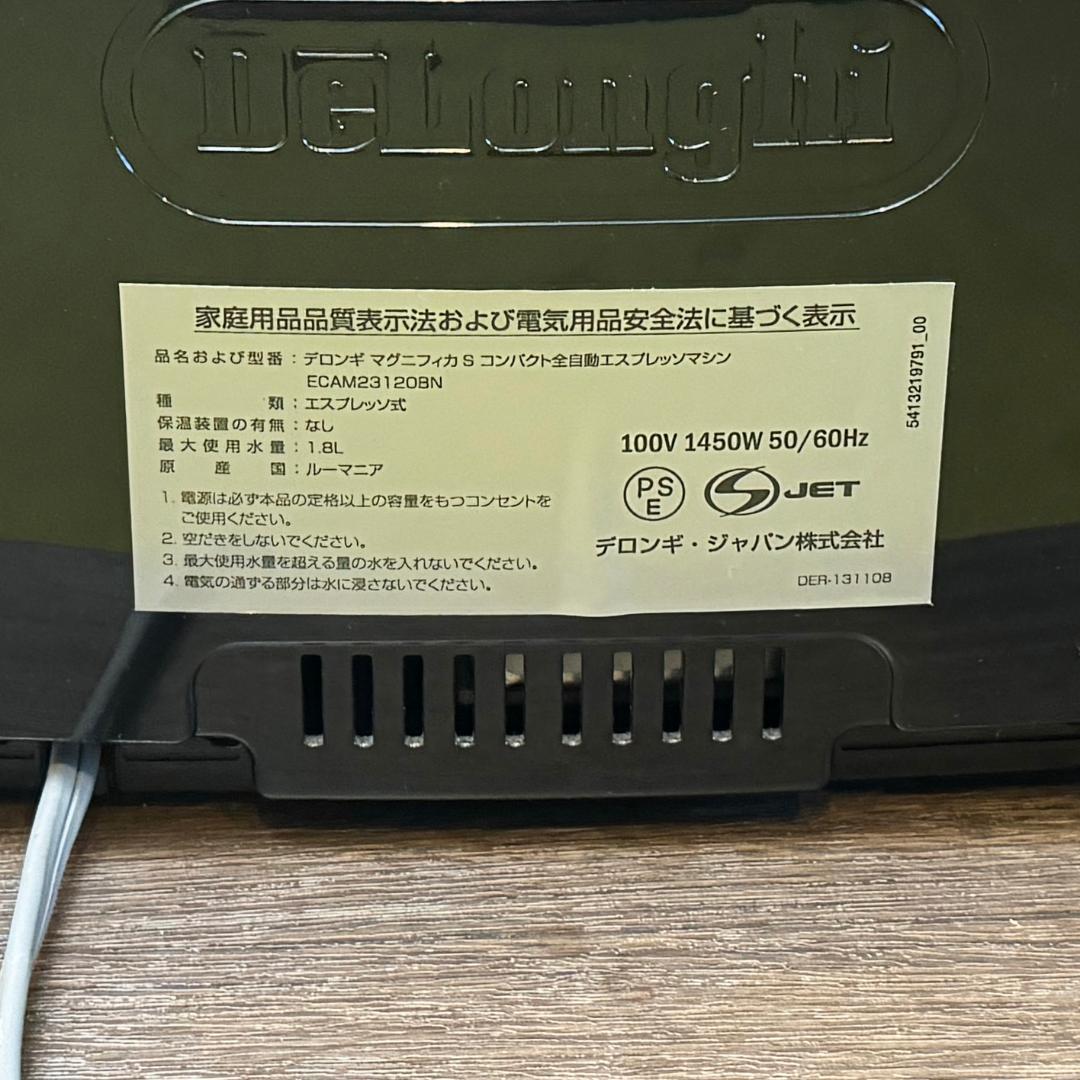 DeLonghi
家庭用品品質表示法および電気用品安全法に基づく表示
品名および型番：デロンギ マグニフィカ S コンパクト全自動エスプレッソマシン
ECAM23120BN
種類：エスプレッソ式
保温装置の有無：なし
最大使用水量：1.8L
原産国：ルーマニア
1. 電源は必ず本品の定格以上の容量をもつコンセントを
ご使用ください。
2. 空だきをしないでください。
3. 最大使用水量を超える量の水を入れないでください。
4. 電気の通ずる部分は水に浸さないでください。
100V 1450W 50/60Hz
PS
E
S JET
デロンギ・ジャパン株式会社
DER-131108
5413219791_00